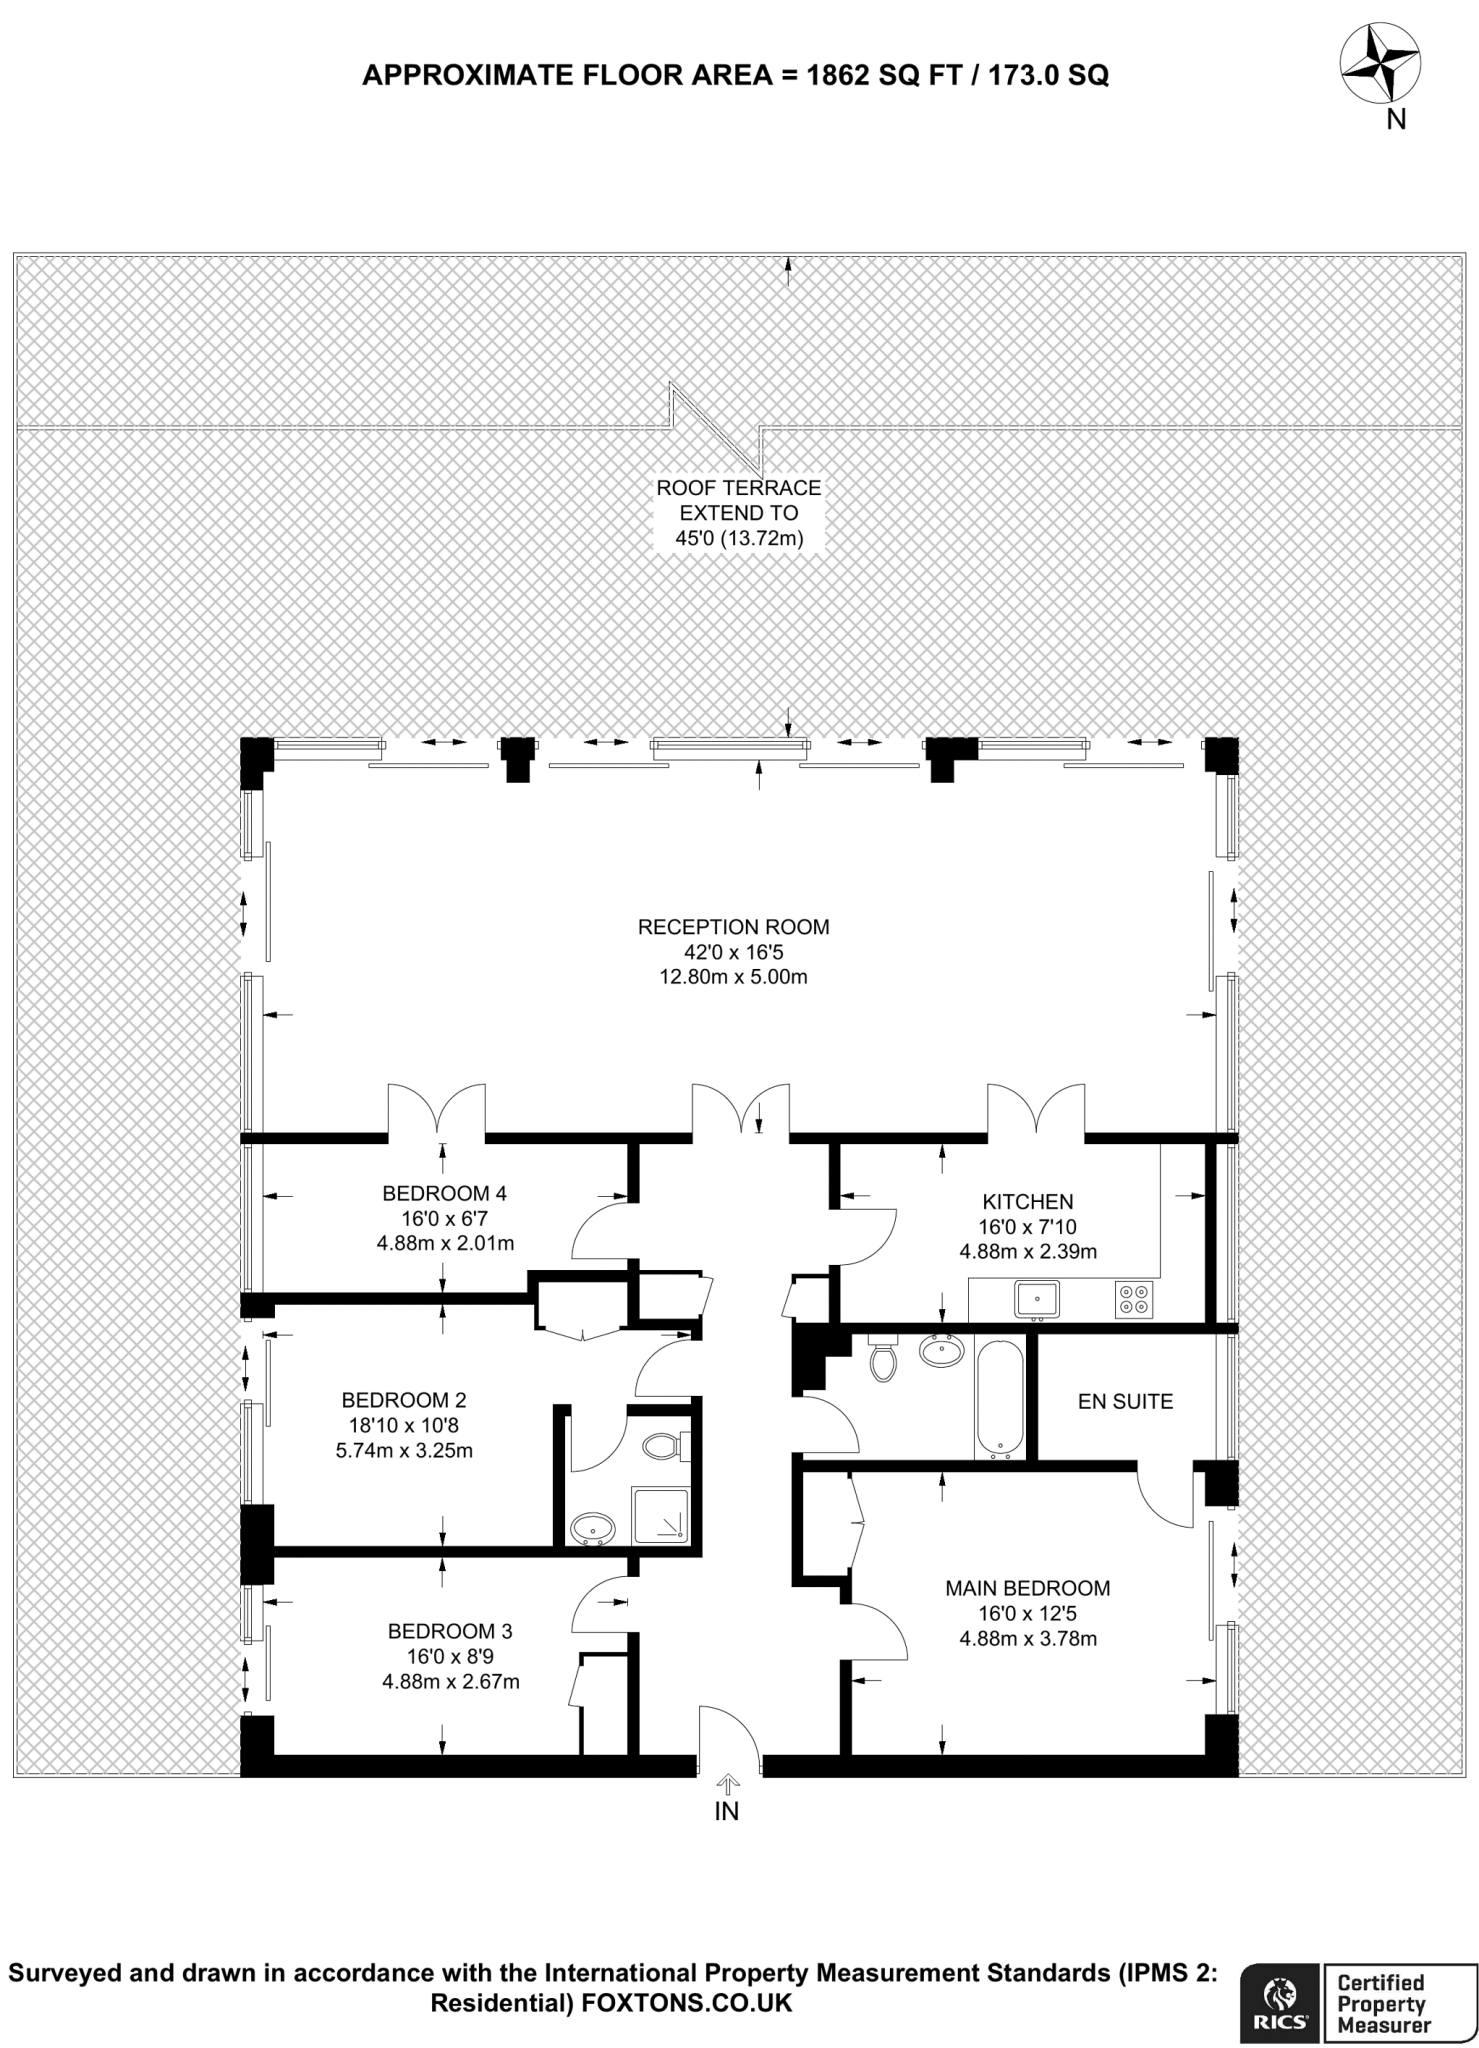 APPROXIMATE FLOOR AREA = 1862 SQ FT / 173.0 SQ
N
ROOF TERRACE
EXTEND TO
45'0 (13.72m)
RECEPTION ROOM
42'0 x 16'5
12.80m x 5.00m
BEDROOM 4
16'0 x 6'7
4.88m x 2.01m
KITCHEN
16'0 x 7'10
4.88m x 2.39m
BEDROOM 2
18'10 x 10'8
5.74m x 3.25m
EN SUITE
MAIN BEDROOM
16'0 x 12'5
4.88m x 3.78m
BEDROOM 3
16'0 x 8'9
4.88m x 2.67m
IN
Surveyed and drawn in accordance with the International Property Measurement Standards (IPMS 2:
Residential) FOXTONS.CO.UK
RICS
Certified
Property
Measurer